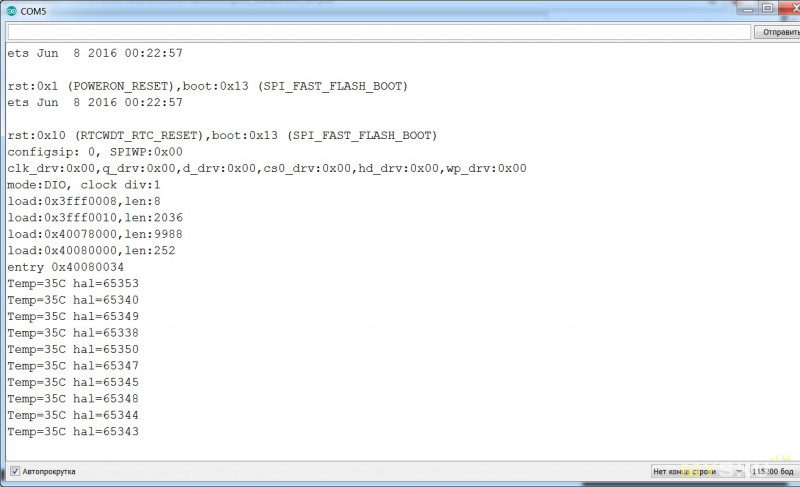 COM5
Отправить
ets Jun  8 2016 00:22:57
rst:0x1 (POWERON_RESET),boot:0x13 (SPI_FAST_FLASH_BOOT)
ets Jun  8 2016 00:22:57
rst:0x10 (RTCWDT_RTC_RESET),boot:0x13 (SPI_FAST_FLASH_BOOT)
configsip: 0, SPIWP:0x00
clk_drv:0x00,q_drv:0x00,d_drv:0x00,cs0_drv:0x00,hd_drv:0x00,wp_drv:0x00
mode:DIO, clock div:1
load:0x3fff0008,len:8
load:0x3fff0010,len:2036
load:0x40078000,len:9988
load:0x40080000,len:252
entry 0x40080034
Temp=35C hal=65353
Temp=35C hal=65340
Temp=35C hal=65349
Temp=35C hal=65338
Temp=35C hal=65350
Temp=35C hal=65347
Temp=35C hal=65345
Temp=35C hal=65348
Temp=35C hal=65344
Temp=35C hal=65343
Автопрокрутка
Нет конца строки
115200 бод